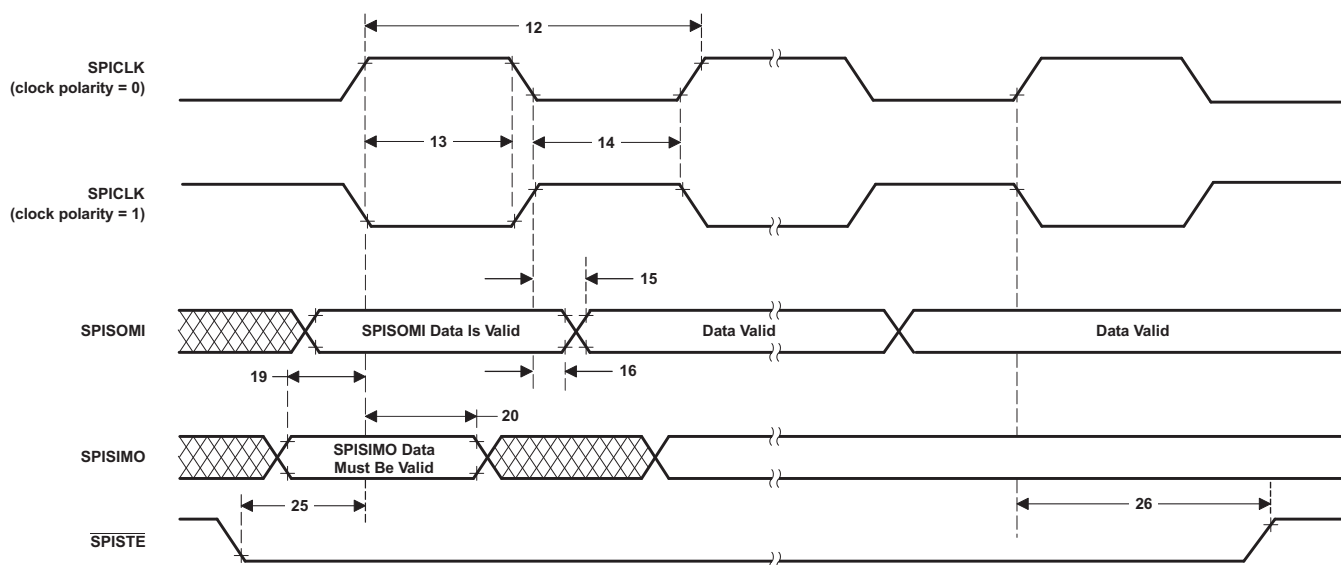 12
SPICLK
(clock polarity = 0)
13
14
SPICLK
(clock polarity = 1)
15
SPISOMI
SPISOMI Data Is Valid
Data Valid
Data Valid
19
16
20
SPISIMO
SPISIMO Data
Must Be Valid
25
26
SPISTE